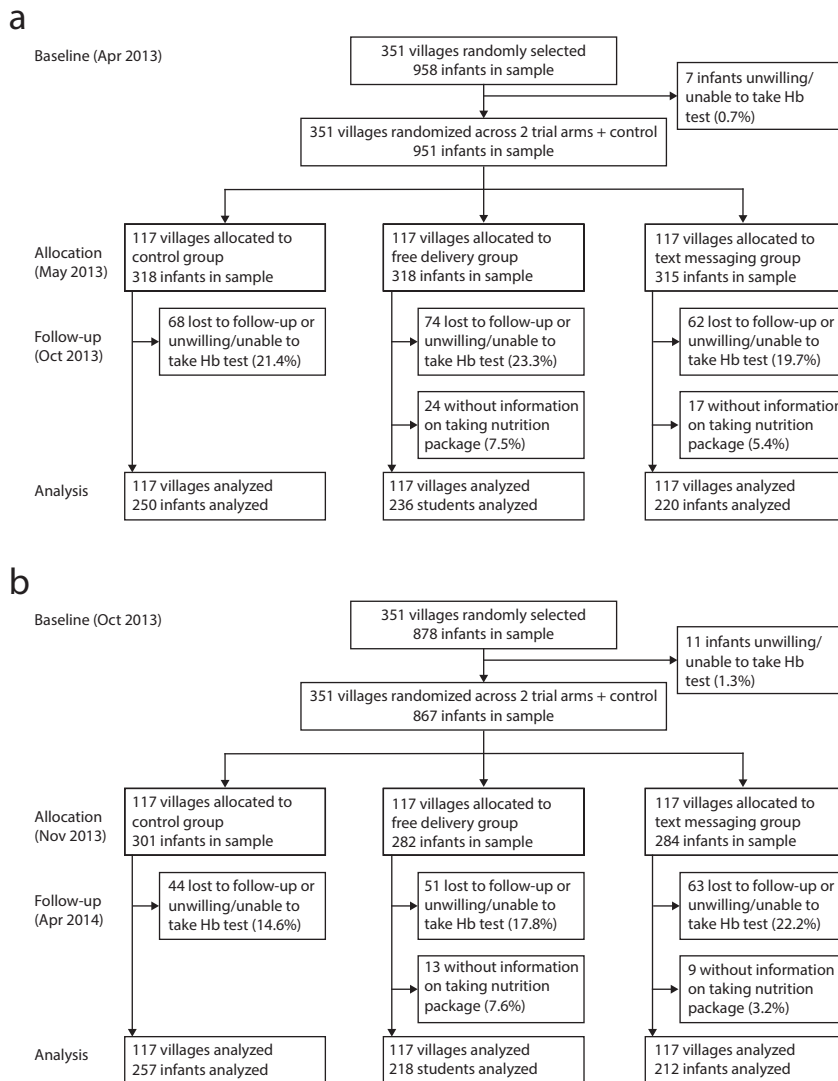 a
Baseline (Apr 2013)
351 villages randomly selected
958 infants in sample
7 infants unwilling/
unable to take Hb
test (0.7%)
351 villages randomized across 2 trial arms + control
951 infants in sample
Allocation
(May 2013)
117 villages allocated to
control group
318 infants in sample
117 villages allocated to
free delivery group
318 infants in sample
117 villages allocated to
text messaging group
315 infants in sample
Follow-up
(Oct 2013)
68 lost to follow-up or
unwilling/unable to
take Hb test (21.4%)
74 lost to follow-up or
unwilling/unable to
take Hb test (23.3%)
62 lost to follow-up or
unwilling/unable to
take Hb test (19.7%)
24 without information
on taking nutrition
package (7.5%)
17 without information
on taking nutrition
package (5.4%)
Analysis
117 villages analyzed
250 infants analyzed
117 villages analyzed
236 students analyzed
117 villages analyzed
220 infants analyzed
b
Baseline (Oct 2013)
351 villages randomly selected
878 infants in sample
11 infants unwilling/
unable to take Hb
test (1.3%)
351 villages randomized across 2 trial arms + control
867 infants in sample
Allocation
(Nov 2013)
117 villages allocated to
control group
301 infants in sample
117 villages allocated to
free delivery group
282 infants in sample
117 villages allocated to
text messaging group
284 infants in sample
Follow-up
(Apr 2014)
44 lost to follow-up or
unwilling/unable to
take Hb test (14.6%)
51 lost to follow-up or
unwilling/unable to
take Hb test (17.8%)
63 lost to follow-up or
unwilling/unable to
take Hb test (22.2%)
13 without information
on taking nutrition
package (7.6%)
9 without information
on taking nutrition
package (3.2%)
Analysis
117 villages analyzed
257 infants analyzed
117 villages analyzed
218 students analyzed
117 villages analyzed
212 infants analyzed